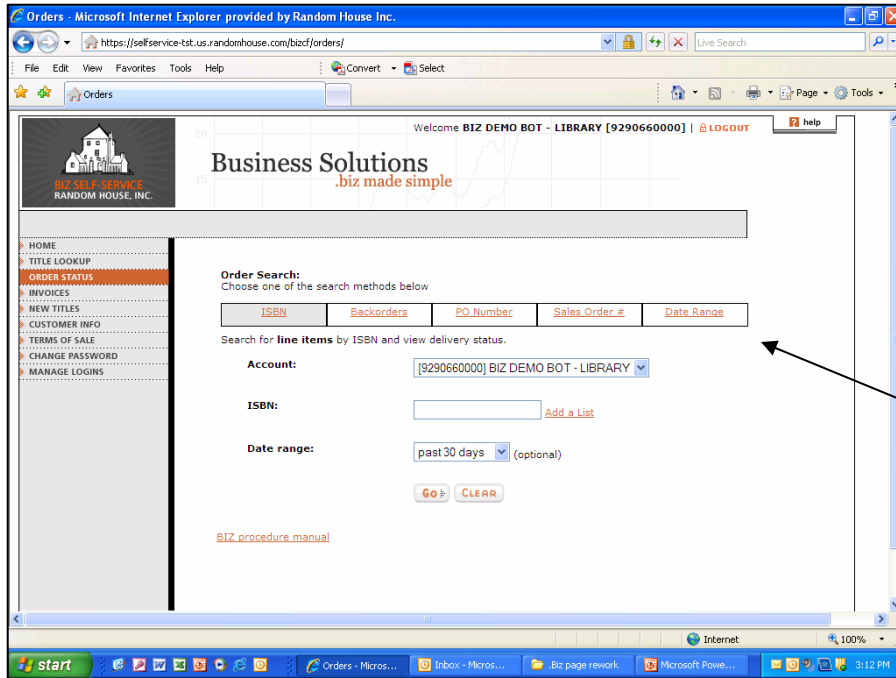 Orders - Microsoft Internet Explorer provided by Random House Inc.
https://selfservice-tst.us.randomhouse.com/bizcf/orders/
Live Search
File Edit View Favorites Tools Help
Convert Select
Orders
Page Tools
20
15
BIZ SELF-SERVICE
RANDOM HOUSE, INC.
Business Solutions
.biz made simple
Welcome BIZ DEMO BOT - LIBRARY [9290660000] | LOGOUT
help
HOME
TITLE LOOKUP
ORDER STATUS
INVOICES
NEW TITLES
CUSTOMER INFO
TERMS OF SALE
CHANGE PASSWORD
MANAGE LOGINS
Order Search:
Choose one of the search methods below
ISBN Backorders PO Number Sales Order # Date Range
Search for line items by ISBN and view delivery status.
Account: [9290660000] BIZ DEMO BOT - LIBRARY
ISBN: Add a List
Date range: past 30 days (optional)
Go CLEAR
BIZ procedure manual
Internet 100%
start Orders - Micros... Inbox - Micros... .Biz page rework Microsoft Powe... 3:12 PM